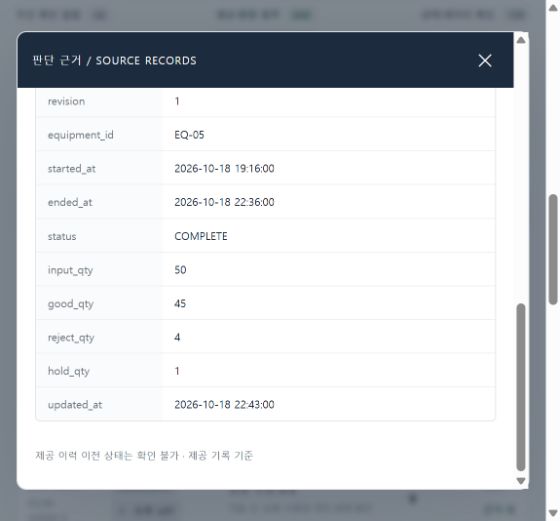 판단 근거 / SOURCE RECORDS
revision 1
equipment_id EQ-05
started_at 2026-10-18 19:16:00
ended_at 2026-10-18 22:36:00
status COMPLETE
input_qty 50
good_qty 45
reject_qty 4
hold_qty 1
updated_at 2026-10-18 22:43:00
제공 이력 이전 상태는 확인 불가 · 제공 기록 기준